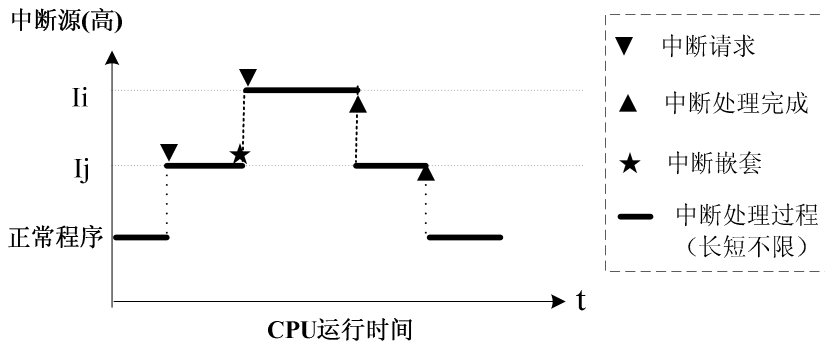 中断源(高)
Ii
Ij
正常程序
t
CPU运行时间
中断请求
中断处理完成
中断嵌套
中断处理过程
（长短不限）